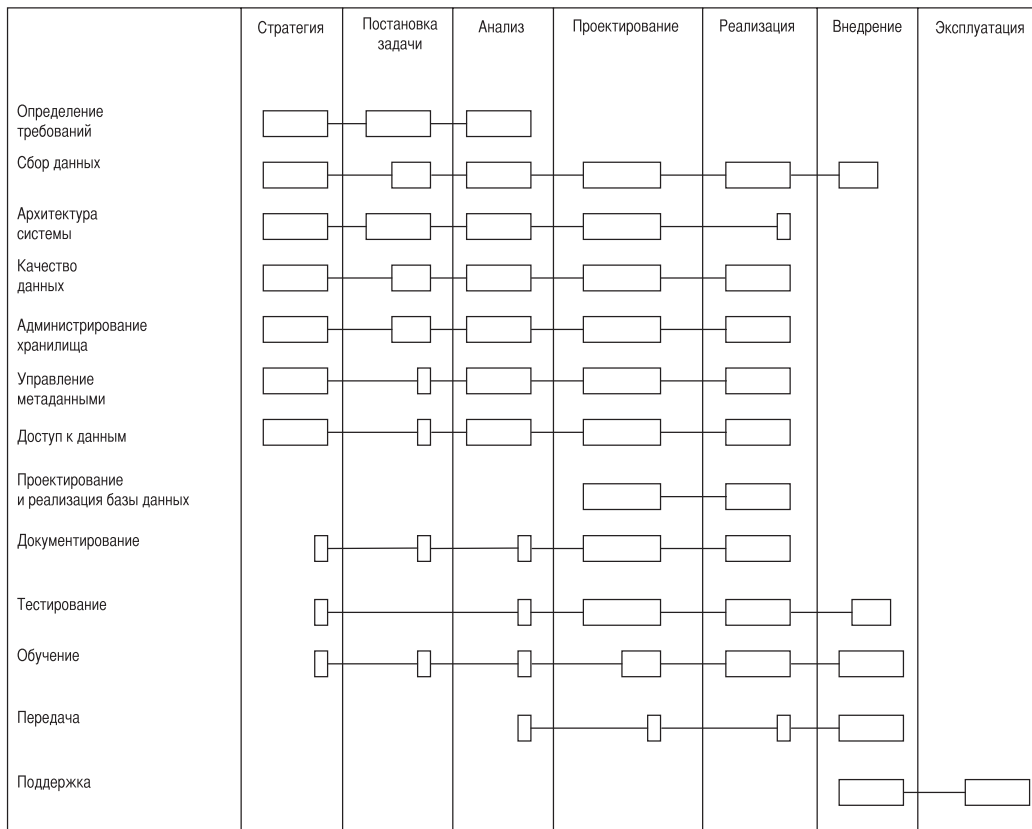 Стратегия
Постановка
задачи
Анализ
Проектирование
Реализация
Внедрение
Эксплуатация
Определение
требований
Сбор данных
Архитектура
системы
Качество
данных
Администрирование
хранилища
Управление
метаданными
Доступ к данным
Проектирование
и реализация базы данных
Документирование
Тестирование
Обучение
Передача
Поддержка